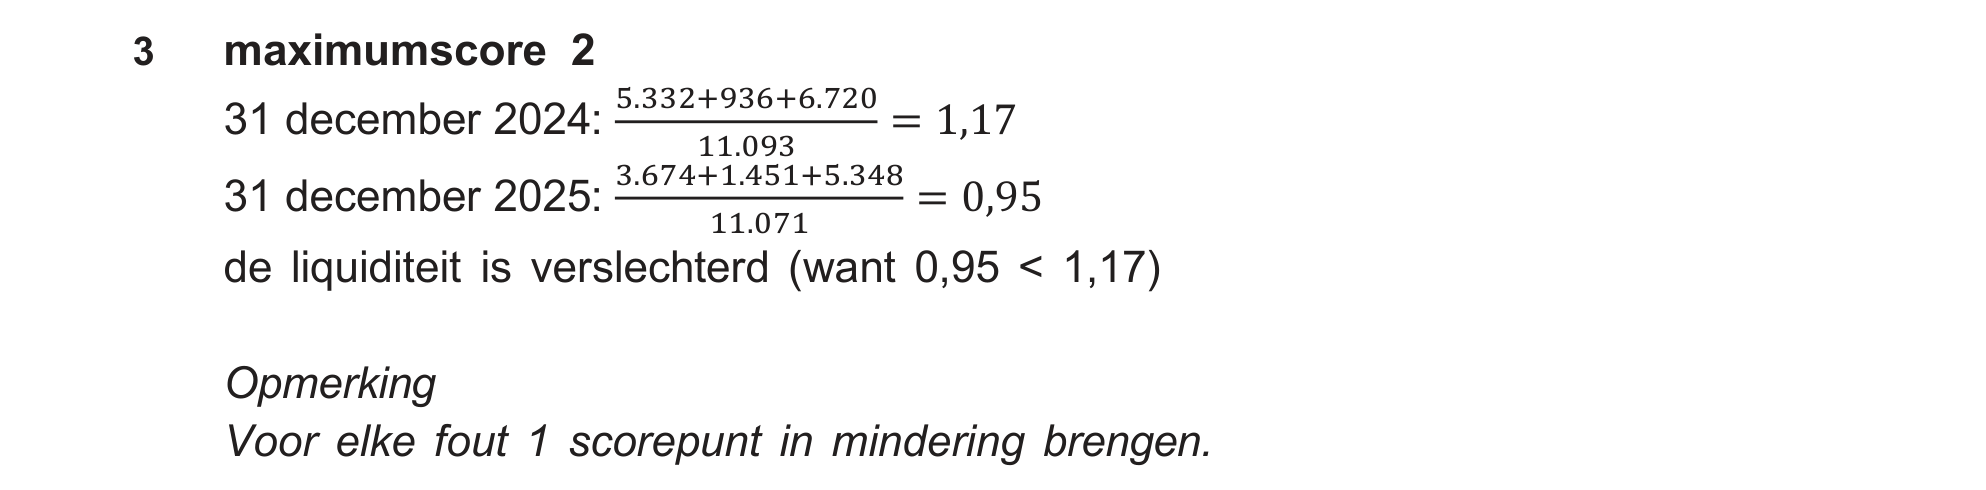 3 maximumscore 2
31 december 2024: \frac{5.332+936+6.720}{11.093} = 1,17
31 december 2025: \frac{3.674+1.451+5.348}{11.071} = 0,95
de liquiditeit is verslechterd (want 0,95 < 1,17)
Opmerking
Voor elke fout 1 scorepunt in mindering brengen.